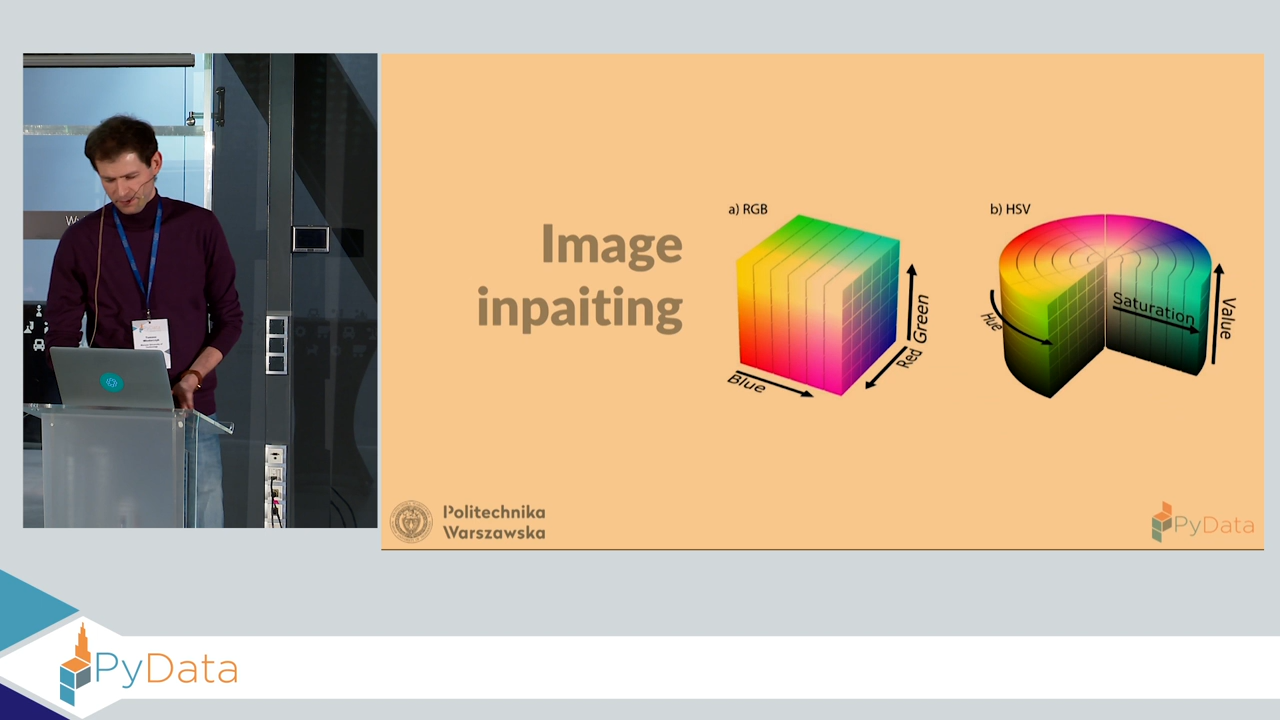 Image
inpaiting
a) RGB
Blue
Red
Green
b) HSV
Hue
Saturation
Value
Politechnika
Warszawska
PyData
PyData